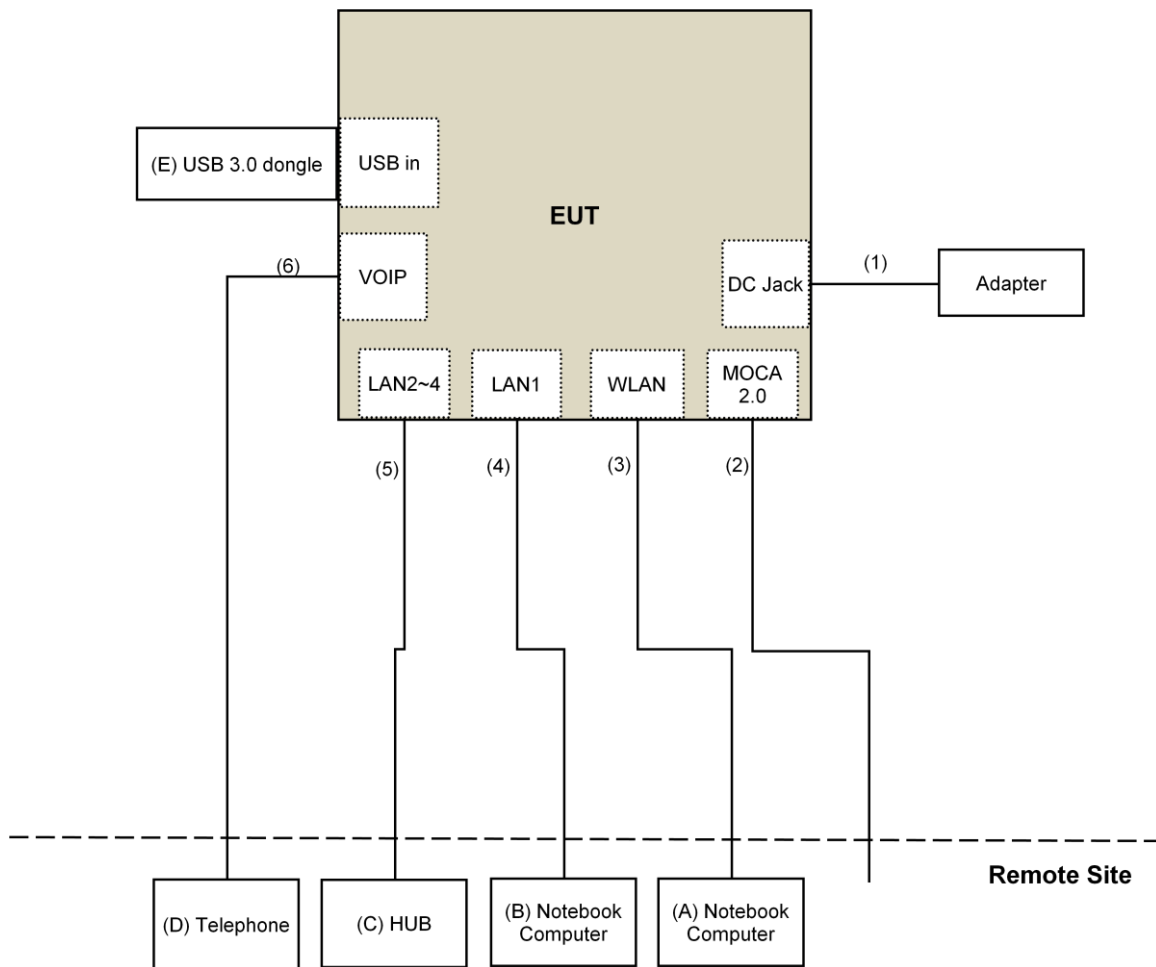 (E) USB 3.0 dongle
USB in
EUT
(6)
VOIP
DC Jack
(1)
Adapter
LAN2~4
LAN1
WLAN
MOCA
2.0
(5)
(4)
(3)
(2)
Remote Site
(D) Telephone
(C) HUB
(B) Notebook
Computer
(A) Notebook
Computer